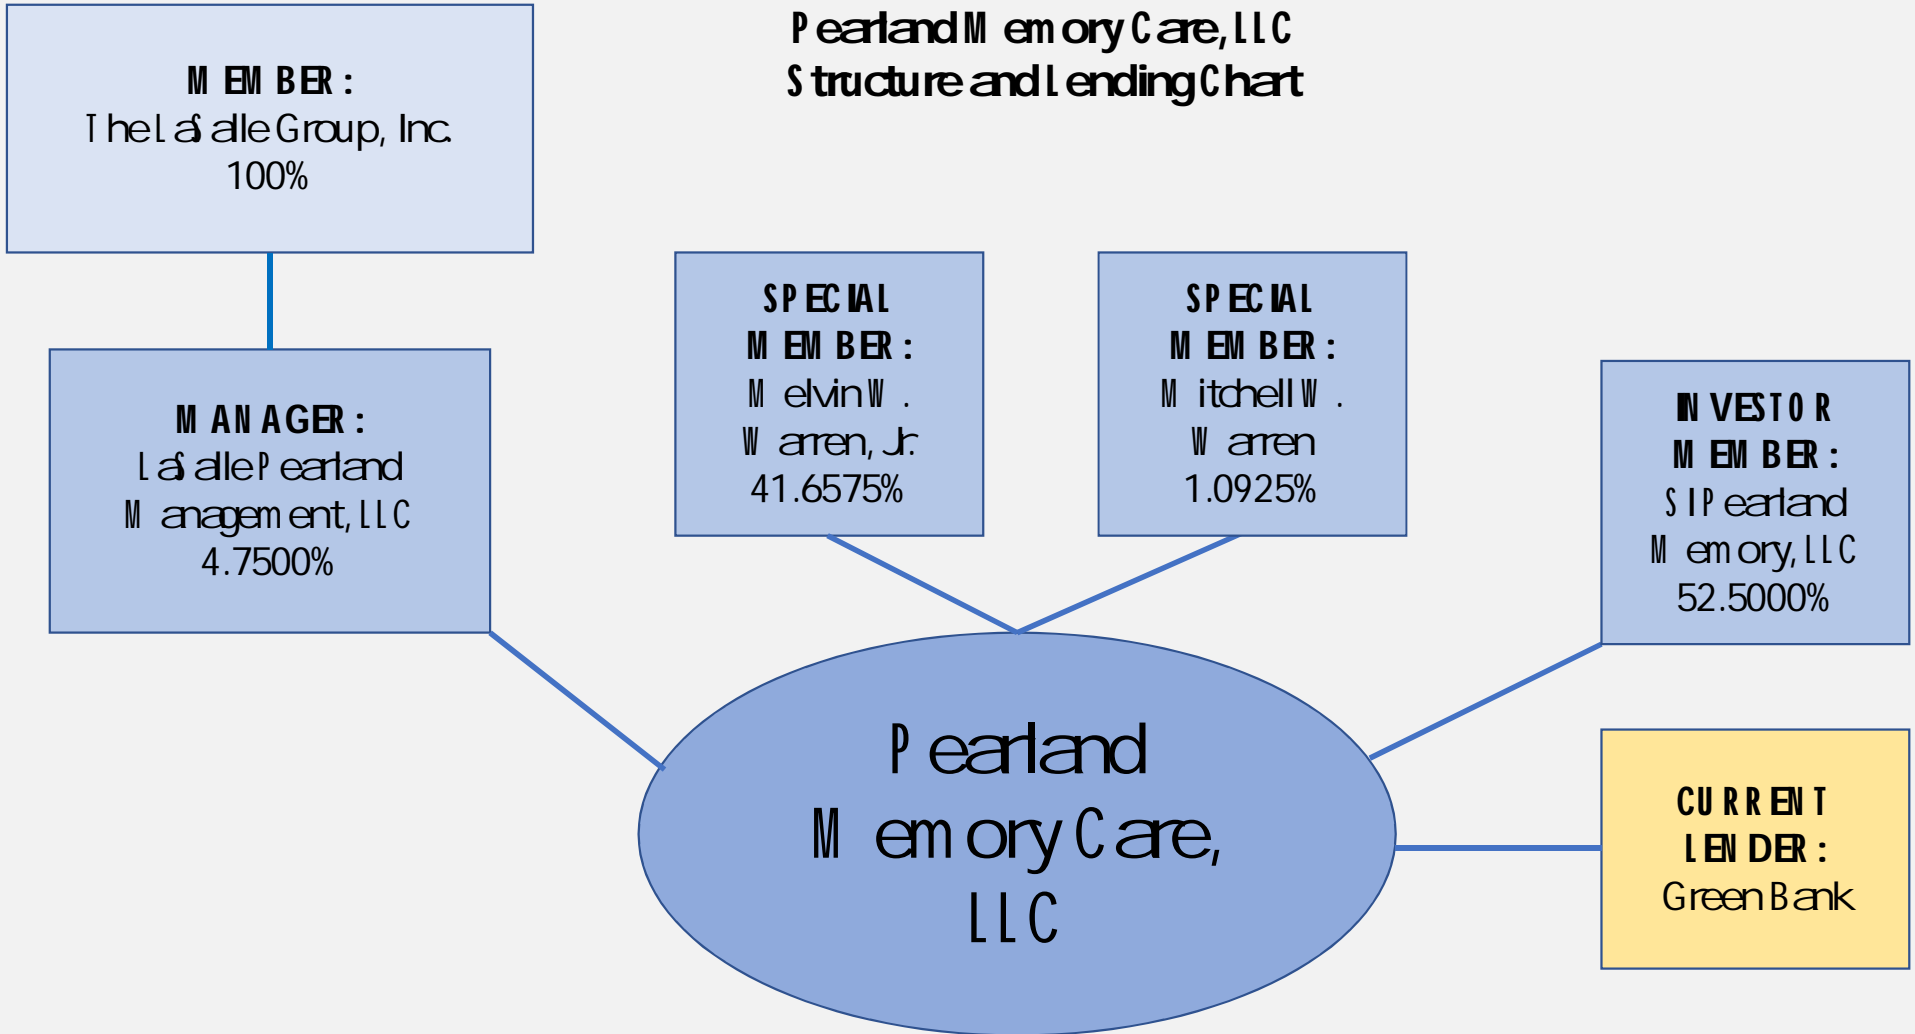 Pearland Memory Care, LLC
Structure and Lending Chart
MEMBER:
The LaSalle Group, Inc.
100%
MANAGER:
LaSalle Pearland
Management, LLC
4.7500%
SPECIAL
MEMBER:
Melvin W.
Warren, Jr.
41.6575%
SPECIAL
MEMBER:
Mitchell W.
Warren
1.0925%
INVESTOR
MEMBER:
SI Pearland
Memory, LLC
52.5000%
Pearland
Memory Care,
LLC
CURRENT
LENDER:
Green Bank